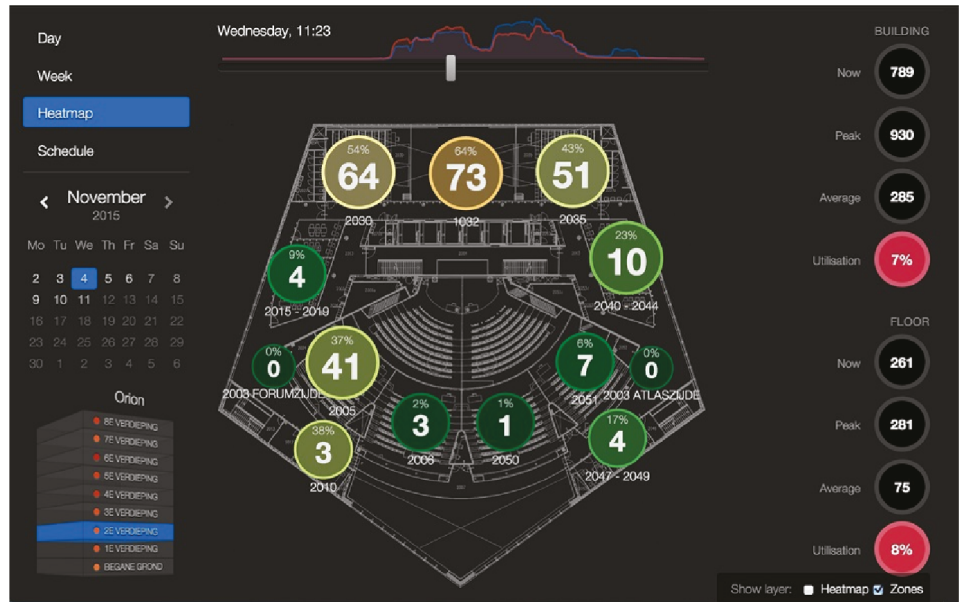 Day
Week
Heatmap
Schedule
November
2015
Mo Tu We Th Fr Sa Su
2 3 4 5 6 7 8
9 10 11 12 13 14 15
16 17 18 19 20 21 22
23 24 25 26 27 28 29
30 1 2 3 4 5 6
Orion
8E VERDIEPING
7E VERDIEPING
6E VERDIEPING
5E VERDIEPING
4E VERDIEPING
3E VERDIEPING
2E VERDIEPING
1E VERDIEPING
BEGANE GROND
Wednesday, 11:23
54%
64
2030
64%
73
1032
43%
51
2035
9%
4
2015 - 2019
23%
10
2040 - 2044
0%
0
2003 FORUMZIJDE
37%
41
2005
6%
7
2051
0%
0
2003 ATLASZIJDE
38%
3
2010
2%
3
2006
1%
1
2050
17%
4
2047 - 2049
BUILDING
Now 789
Peak 930
Average 285
Utilisation 7%
FLOOR
Now 261
Peak 281
Average 75
Utilisation 8%
Show layer: Heatmap Zones